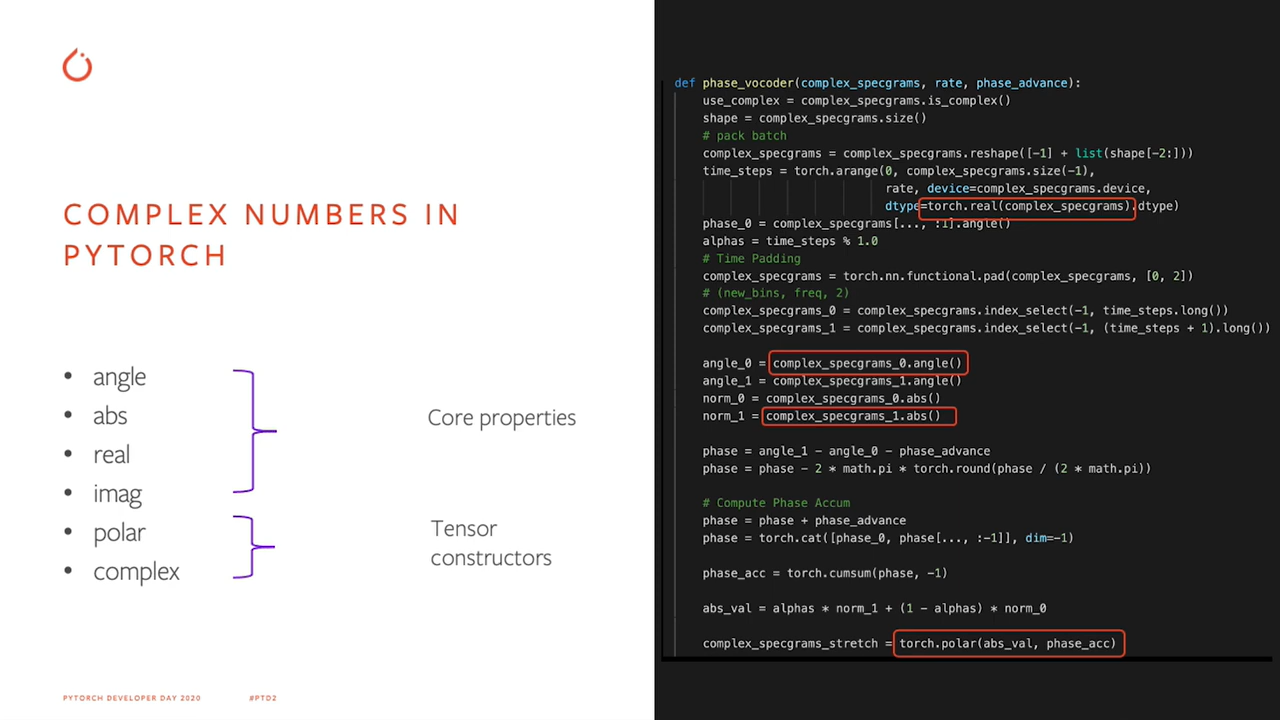 COMPLEX NUMBERS IN
PYTORCH
• angle
• abs
• real
• imag
• polar
• complex
Core properties
Tensor
constructors
PYTORCH DEVELOPER DAY 2020
#PTD2
def phase_vocoder(complex_specgrams, rate, phase_advance):
use_complex = complex_specgrams.is_complex()
shape = complex_specgrams.size()
# pack batch
complex_specgrams = complex_specgrams.reshape([-1] + list(shape[-2:]))
time_steps = torch.arange(0, complex_specgrams.size(-1),
rate, device=complex_specgrams.device,
dtype=torch.real(complex_specgrams).dtype)
phase_0 = complex_specgrams[..., :1].angle()
alphas = time_steps % 1.0
# Time Padding
complex_specgrams = torch.nn.functional.pad(complex_specgrams, [0, 2])
# (new_bins, freq, 2)
complex_specgrams_0 = complex_specgrams.index_select(-1, time_steps.long())
complex_specgrams_1 = complex_specgrams.index_select(-1, (time_steps + 1).long())
angle_0 = complex_specgrams_0.angle()
angle_1 = complex_specgrams_1.angle()
norm_0 = complex_specgrams_0.abs()
norm_1 = complex_specgrams_1.abs()
phase = angle_1 - angle_0 - phase_advance
phase = phase - 2 * math.pi * torch.round(phase / (2 * math.pi))
# Compute Phase Accum
phase = phase + phase_advance
phase = torch.cat([phase_0, phase[..., :-1]], dim=-1)
phase_acc = torch.cumsum(phase, -1)
abs_val = alphas * norm_1 + (1 - alphas) * norm_0
complex_specgrams_stretch = torch.polar(abs_val, phase_acc)